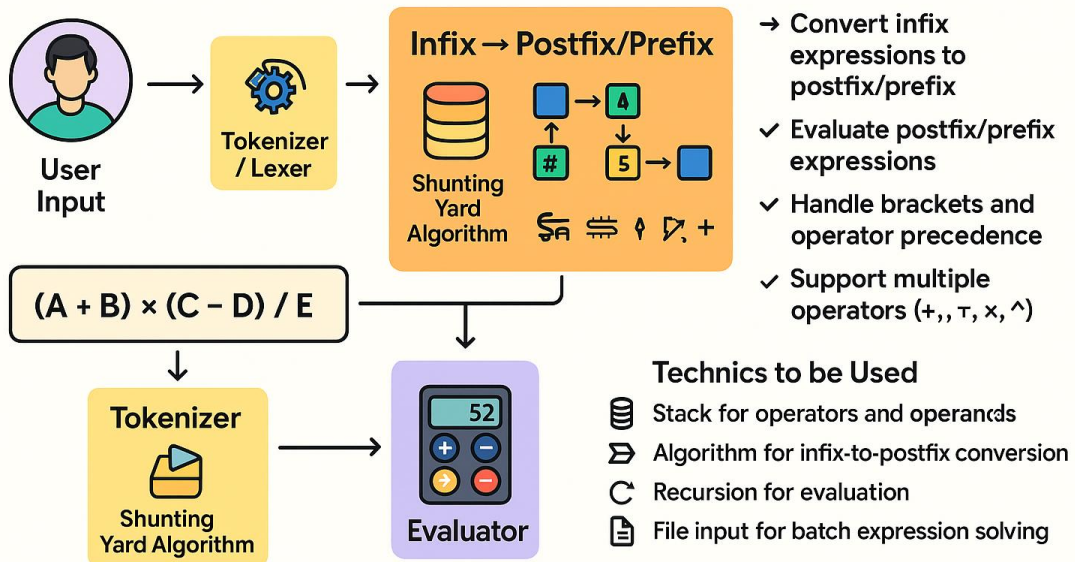 User
Input
Tokenizer
/ Lexer
Infix → Postfix/Prefix
Shunting
Yard
Algorithm
#
5
+
→ Convert infix
expressions to
postfix/prefix
✓ Evaluate postfix/prefix
expressions
✓ Handle brackets and
operator precedence
✓ Support multiple
operators (+,, ┬, ×, ^)
(A + B) × (C − D) / E
Tokenizer
Shunting
Yard Algorithm
52
+ −
→ −
Evaluator
Technics to be Used
Stack for operators and operands
Algorithm for infix-to-postfix conversion
Recursion for evaluation
File input for batch expression solving